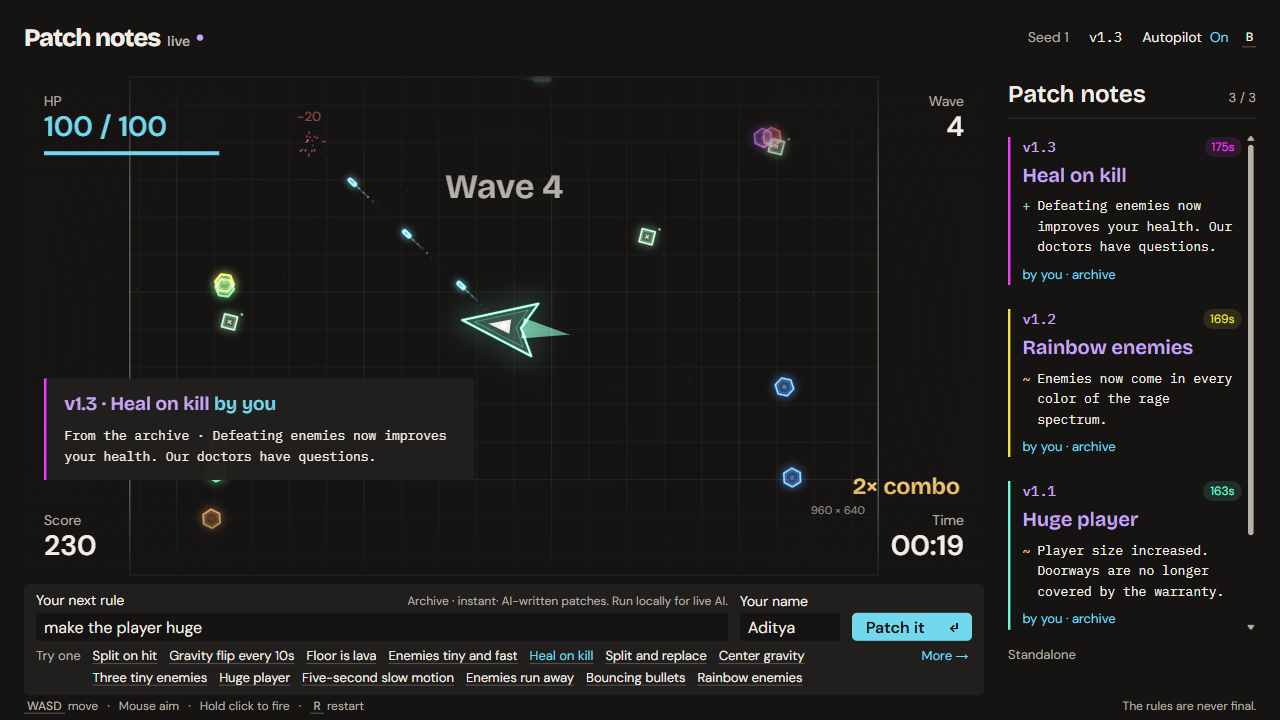 Patch notes live
Seed 1 v1.3 Autopilot On B
HP
100 / 100
-20
Wave
4
Wave 4
v1.3 · Heal on kill by you
From the archive · Defeating enemies now improves
your health. Our doctors have questions.
2× combo
960 × 640
Score
230
Time
00:19
Patch notes
3 / 3
v1.3
175s
Heal on kill
+ Defeating enemies now
improves your health. Our
doctors have questions.
by you · archive
v1.2
169s
Rainbow enemies
~ Enemies now come in every
color of the rage
spectrum.
by you · archive
v1.1
163s
Huge player
~ Player size increased.
Doorways are no longer
covered by the warranty.
by you · archive
Standalone
Your next rule
Archive · instant· AI-written patches. Run locally for live AI.
Your name
make the player huge
Aditya
Patch it ↵
Try one Split on hit Gravity flip every 10s Floor is lava Enemies tiny and fast Heal on kill Split and replace Center gravity
More →
Three tiny enemies Huge player Five-second slow motion Enemies run away Bouncing bullets Rainbow enemies
WASD move · Mouse aim · Hold click to fire · R restart
The rules are never final.